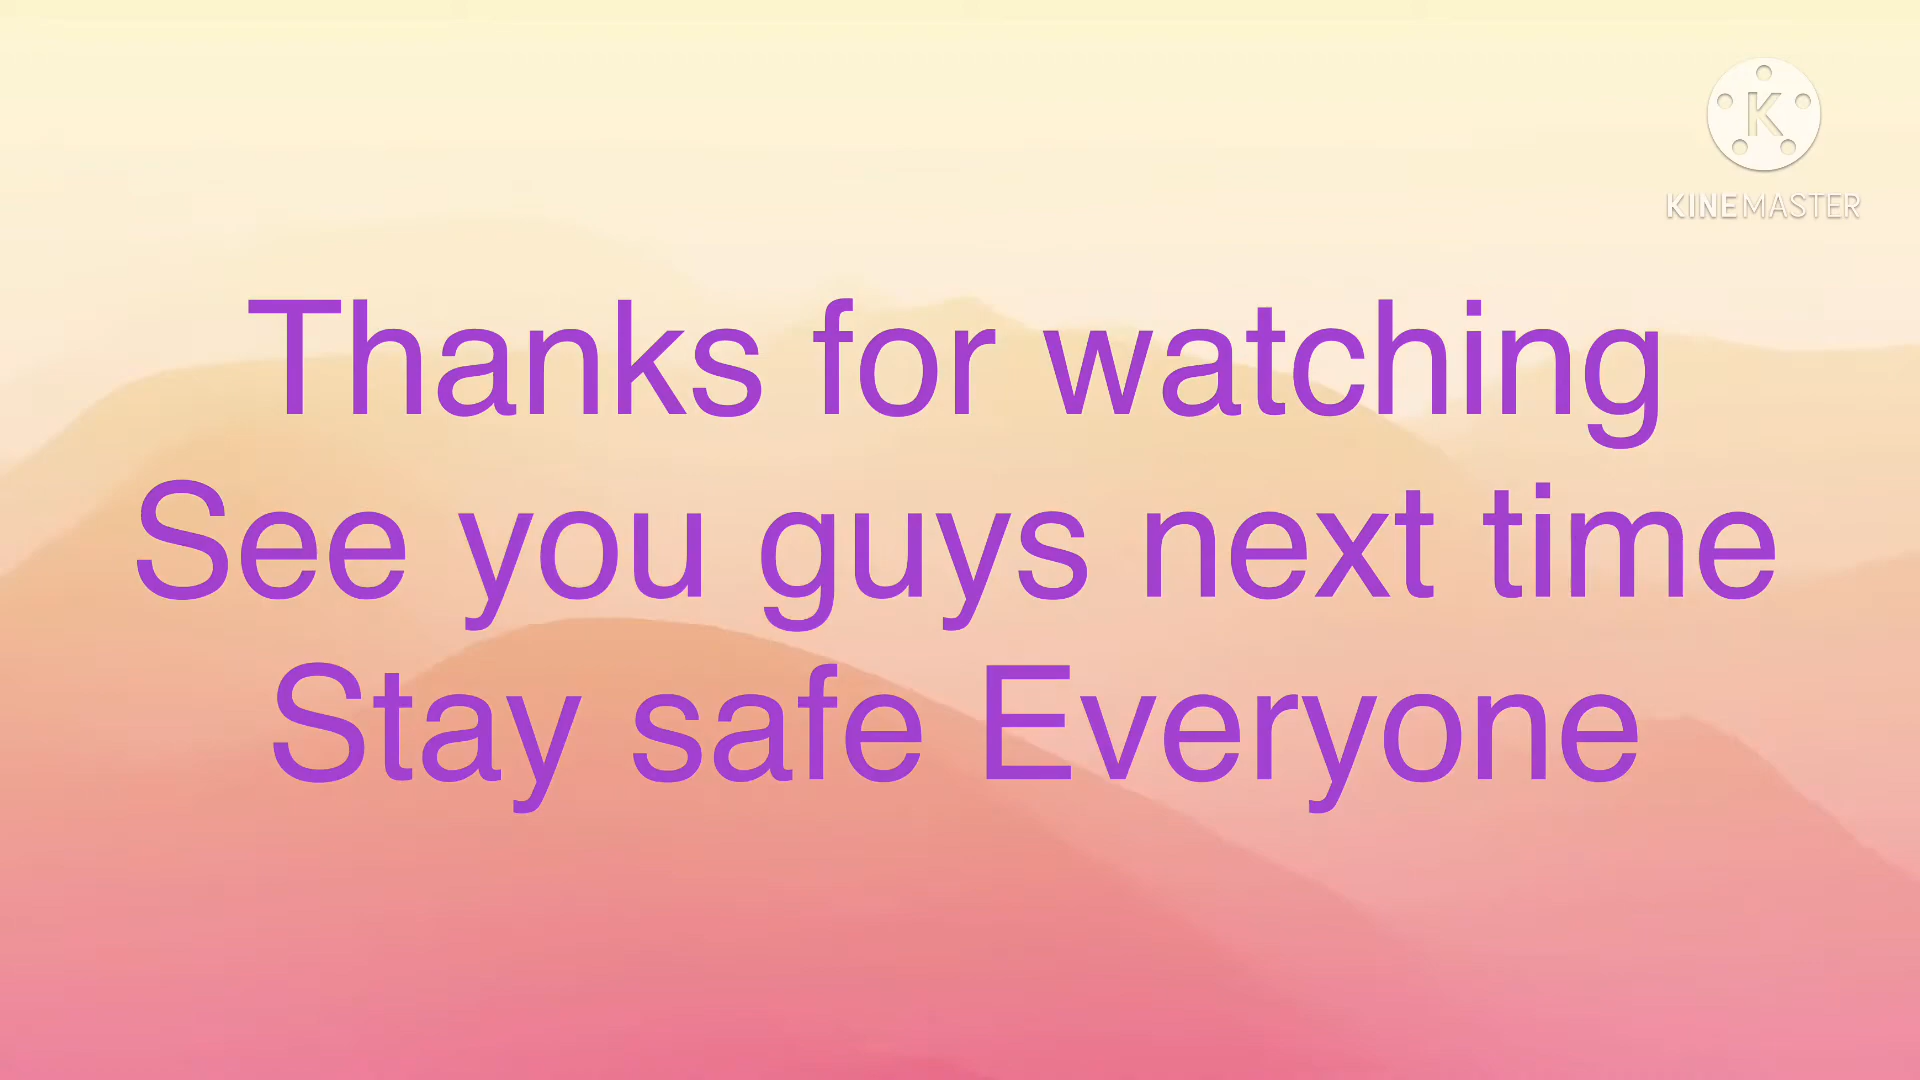 K
KINEMASTER
Thanks for watching
See you guys next time
Stay safe Everyone